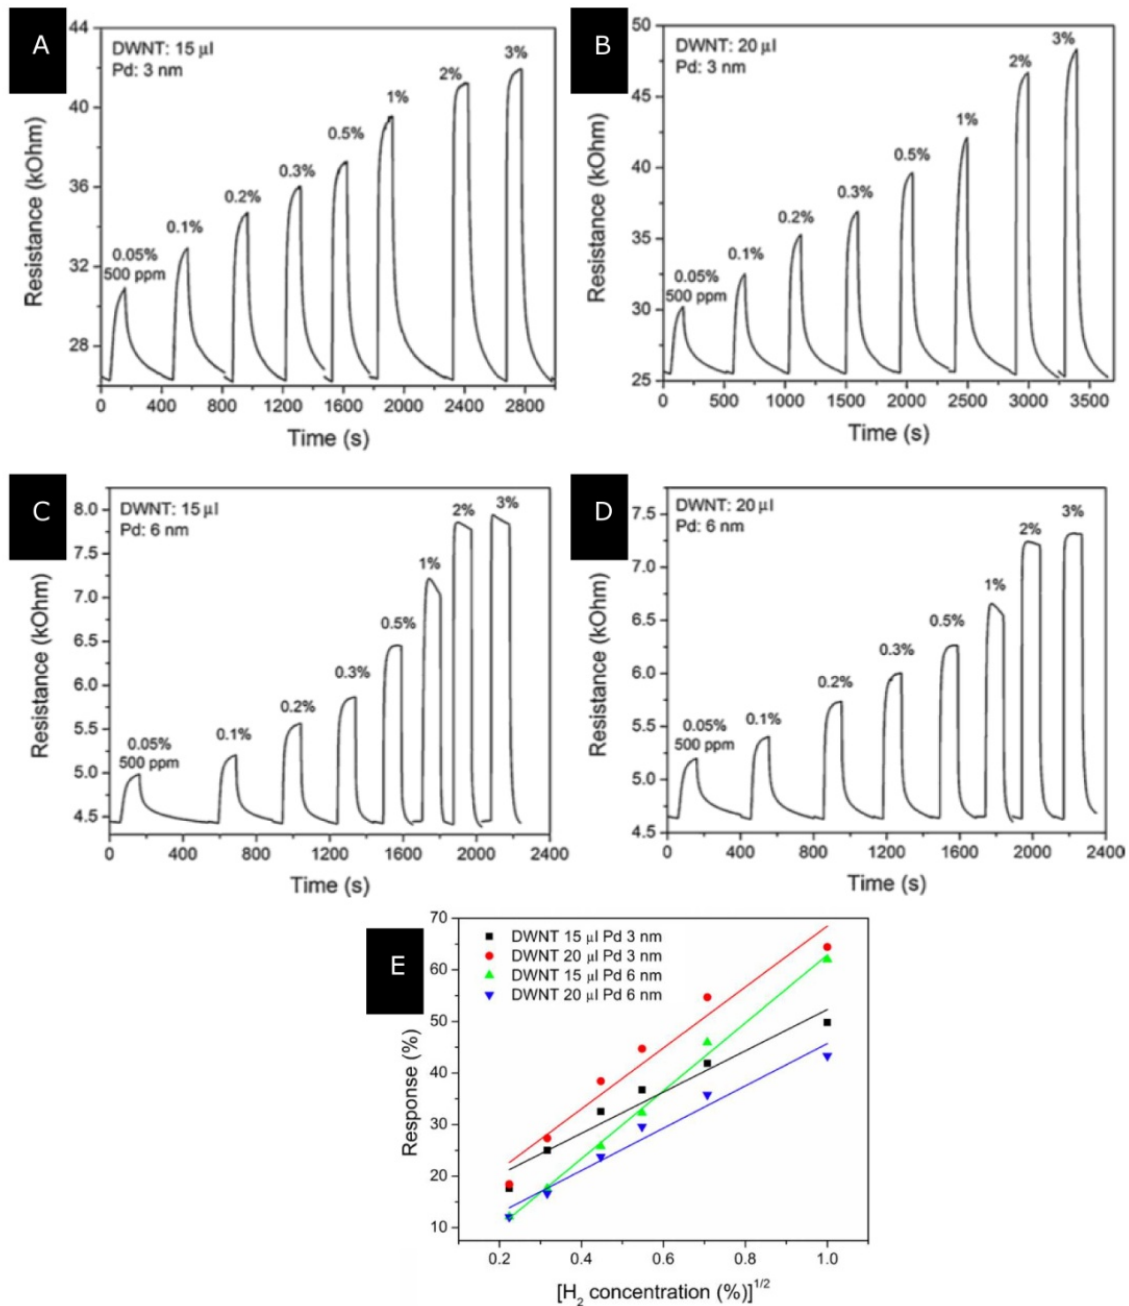 A
DWNT: 15 µl
Pd: 3 nm
0.05%
500 ppm
0.1%
0.2%
0.3%
0.5%
1%
2%
3%
44
40
36
32
28
Resistance (kOhm)
0 400 800 1200 1600 2000 2400 2800
Time (s)
B
DWNT: 20 µl
Pd: 3 nm
0.05%
500 ppm
0.1%
0.2%
0.3%
0.5%
1%
2%
3%
50
45
40
35
30
25
Resistance (kOhm)
0 500 1000 1500 2000 2500 3000 3500
Time (s)
C
DWNT: 15 µl
Pd: 6 nm
0.05%
500 ppm
0.1%
0.2%
0.3%
0.5%
1%
2%
3%
8.0
7.5
7.0
6.5
6.0
5.5
5.0
4.5
Resistance (kOhm)
0 400 800 1200 1600 2000 2400
Time (s)
D
DWNT: 20 µl
Pd: 6 nm
0.05%
500 ppm
0.1%
0.2%
0.3%
0.5%
1%
2%
3%
7.5
7.0
6.5
6.0
5.5
5.0
4.5
Resistance (kOhm)
0 400 800 1200 1600 2000 2400
Time (s)
E
DWNT 15 µl Pd 3 nm
DWNT 20 µl Pd 3 nm
DWNT 15 µl Pd 6 nm
DWNT 20 µl Pd 6 nm
70
60
50
40
30
20
10
Response (%)
0.2 0.4 0.6 0.8 1.0
[H₂ concentration (%)]¹/²